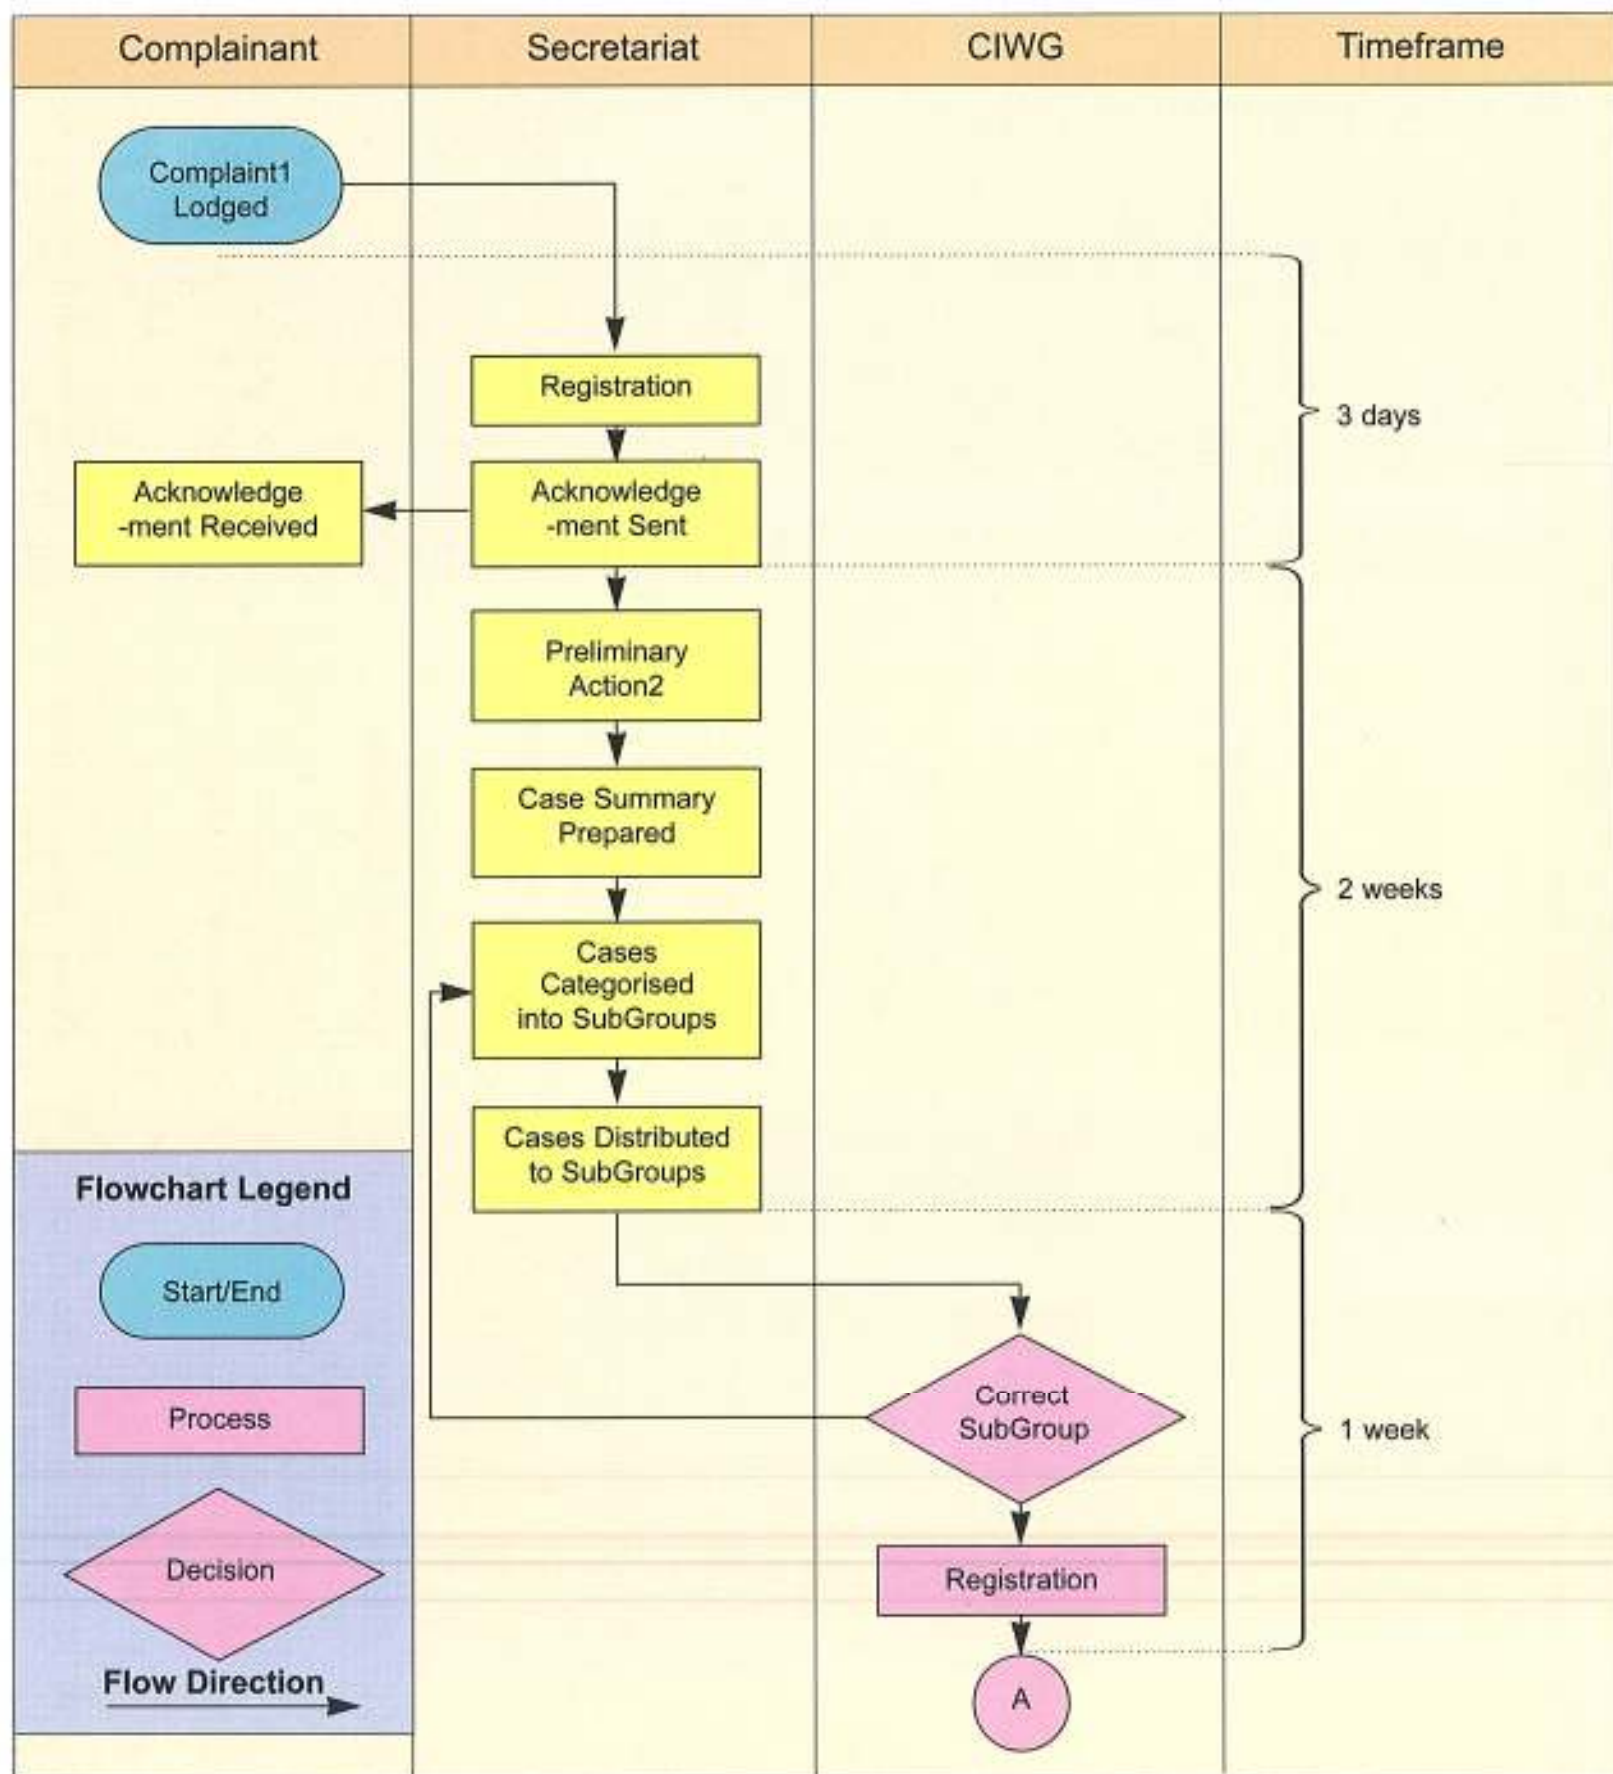 Complainant
Secretariat
CIWG
Timeframe
Complaint1
Lodged
Registration
3 days
Acknowledge
-ment Received
Acknowledge
-ment Sent
Preliminary
Action2
Case Summary
Prepared
2 weeks
Cases
Categorised
into SubGroups
Cases Distributed
to SubGroups
Flowchart Legend
Start/End
Process
Decision
Flow Direction
Correct
SubGroup
1 week
Registration
A